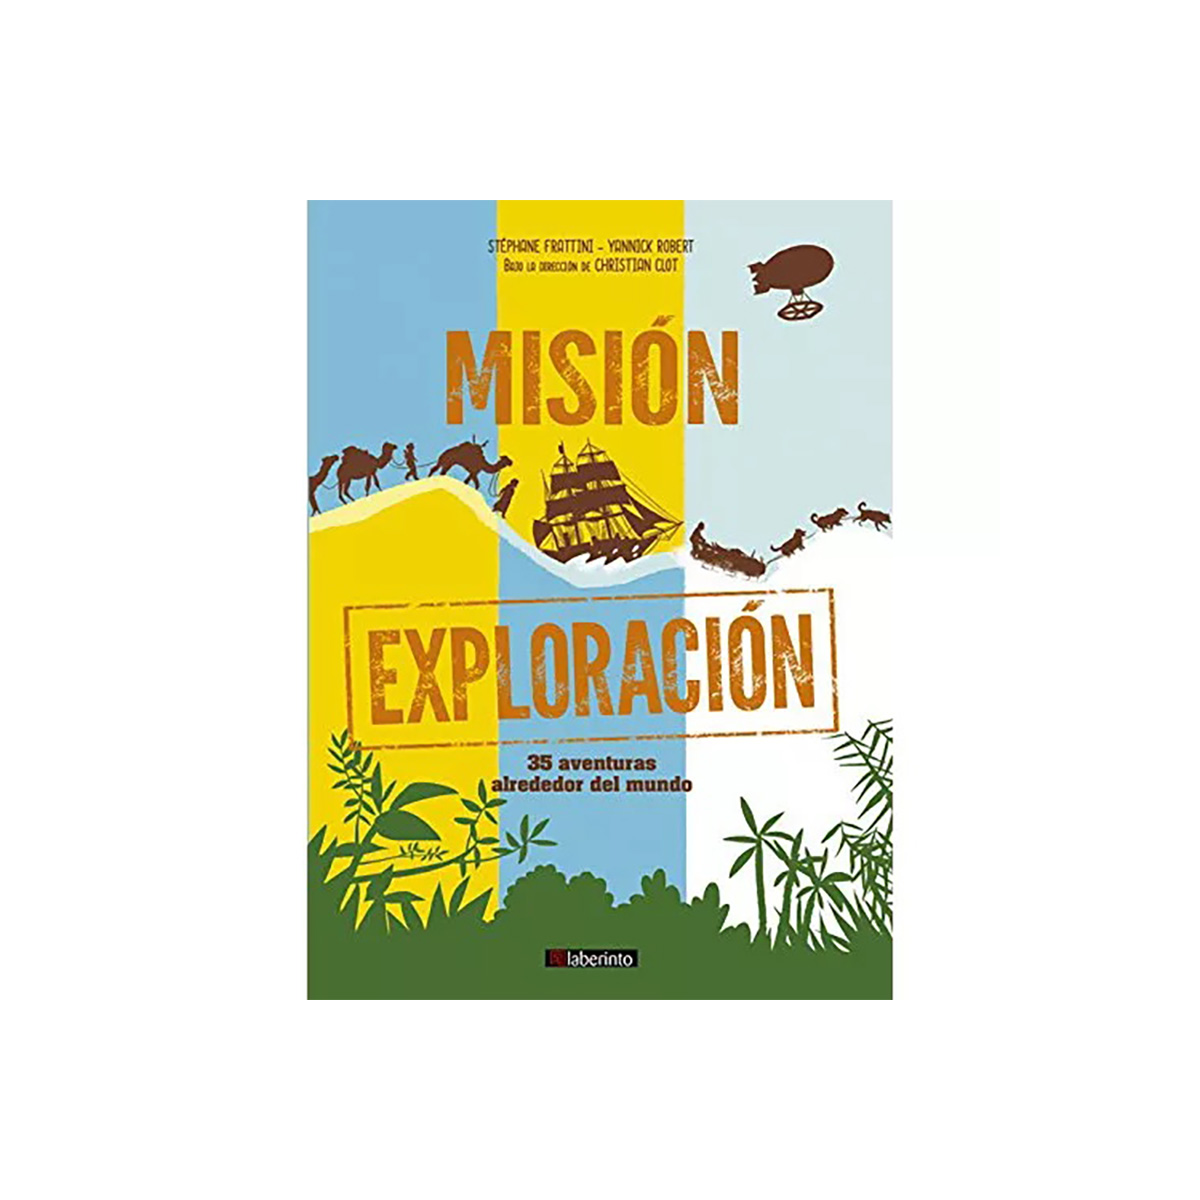 STÉPHANE FRATTINI – YANNICK ROBERT
BAJO LA DIRECCIÓN DE CHRISTIAN CLOT
MISIÓN
EXPLORACIÓN
35 aventuras
alrededor del mundo
laberinto